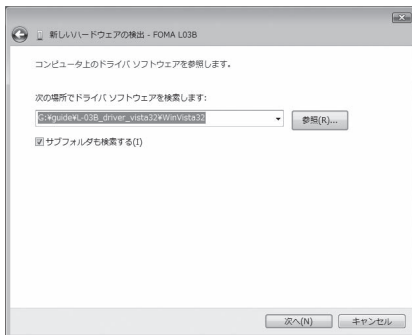 新しいハードウェアの検出 - FOMA L03B
コンピュータ上のドライバ ソフトウェアを参照します。
次の場所でドライバ ソフトウェアを検索します:
G:¥guide¥L-03B_driver_vista32¥WinVista32
参照(R)...
サブフォルダも検索する(I)
次へ(N)
キャンセル